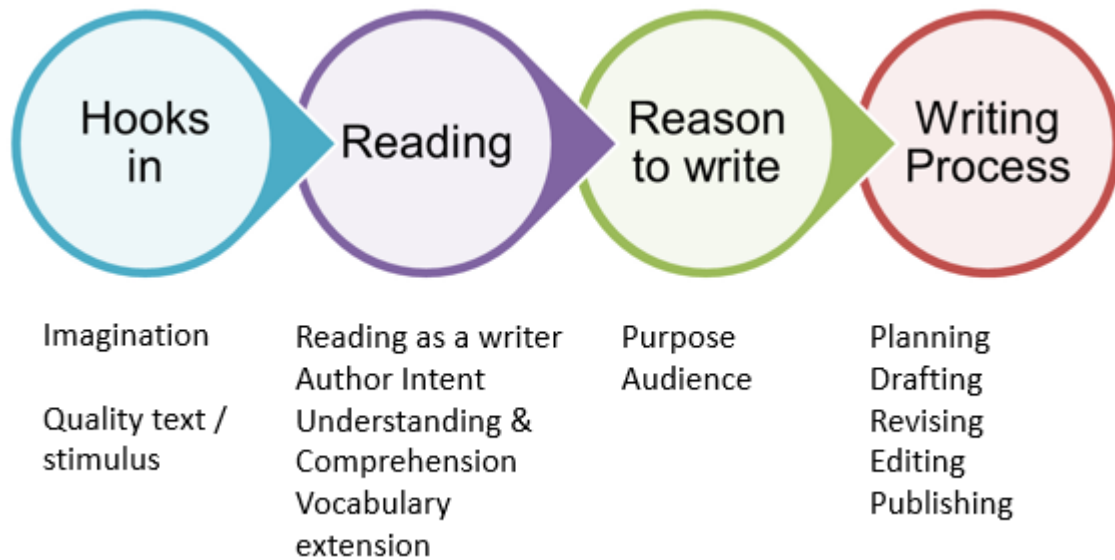 Hooks
in
Reading
Reason
to write
Writing
Process
Imagination
Quality text /
stimulus
Reading as a writer
Author Intent
Understanding &
Comprehension
Vocabulary
extension
Purpose
Audience
Planning
Drafting
Revising
Editing
Publishing